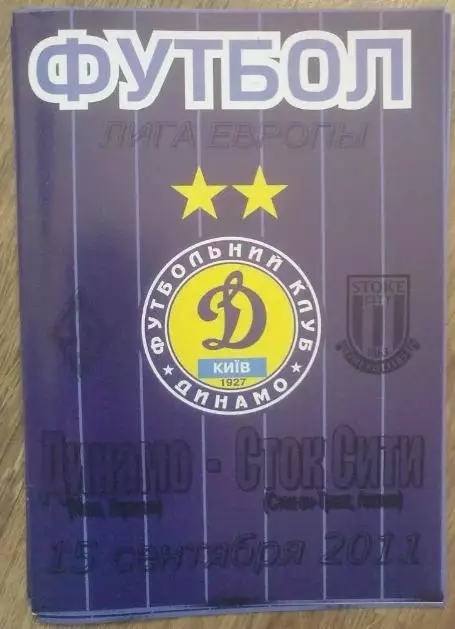 ФУТБОЛ
ЛИГА ЕВРОПЫ
ФУТБОЛЬНИЙ КЛУБ
Д
КИЇВ
1927
ДИНАМО
STOKE
CITY
Динамо - Сток Сити
15 сентября 2011